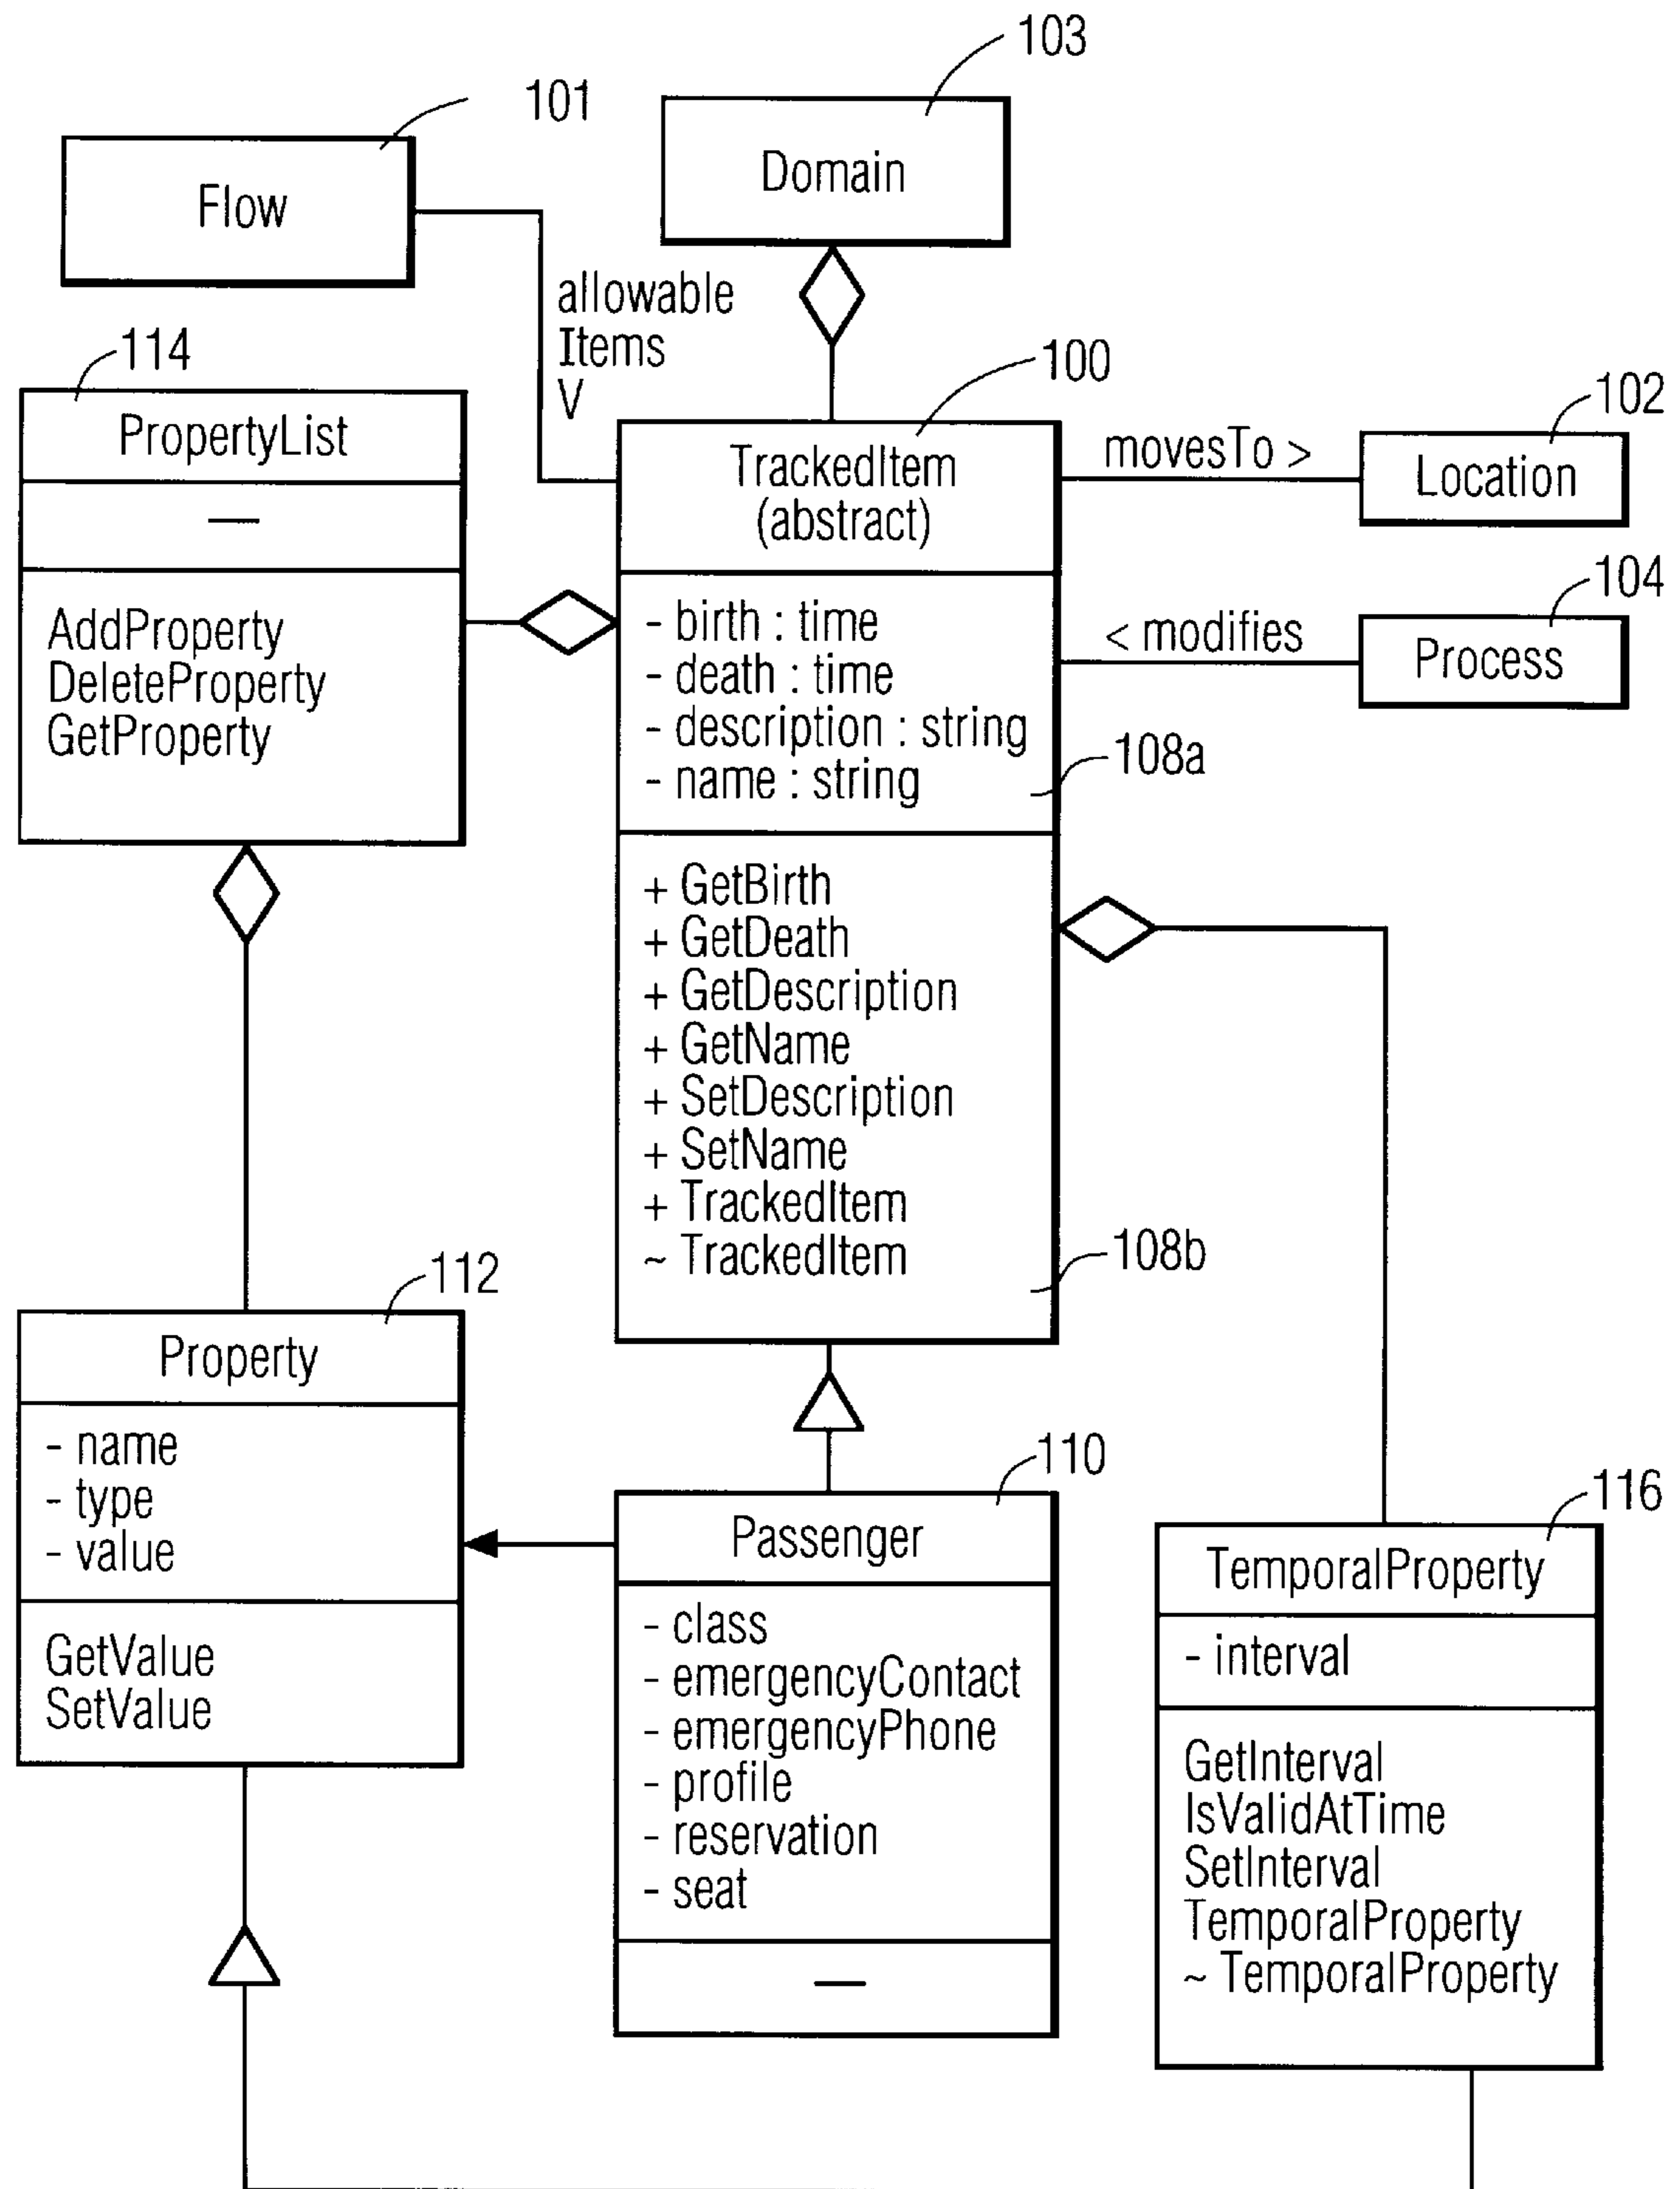 103
101
Domain
Flow
allowable
Items
V
114
PropertyList
—
AddProperty
DeleteProperty
GetProperty
100
TrackedItem
(abstract)
- birth : time
- death : time
- description : string
- name : string
108a
+ GetBirth
+ GetDeath
+ GetDescription
+ GetName
+ SetDescription
+ SetName
+ TrackedItem
~ TrackedItem
108b
movesTo >
102
Location
< modifies
104
Process
112
Property
- name
- type
- value
GetValue
SetValue
110
Passenger
- class
- emergencyContact
- emergencyPhone
- profile
- reservation
- seat
—
116
TemporalProperty
- interval
GetInterval
IsValidAtTime
SetInterval
TemporalProperty
~ TemporalProperty